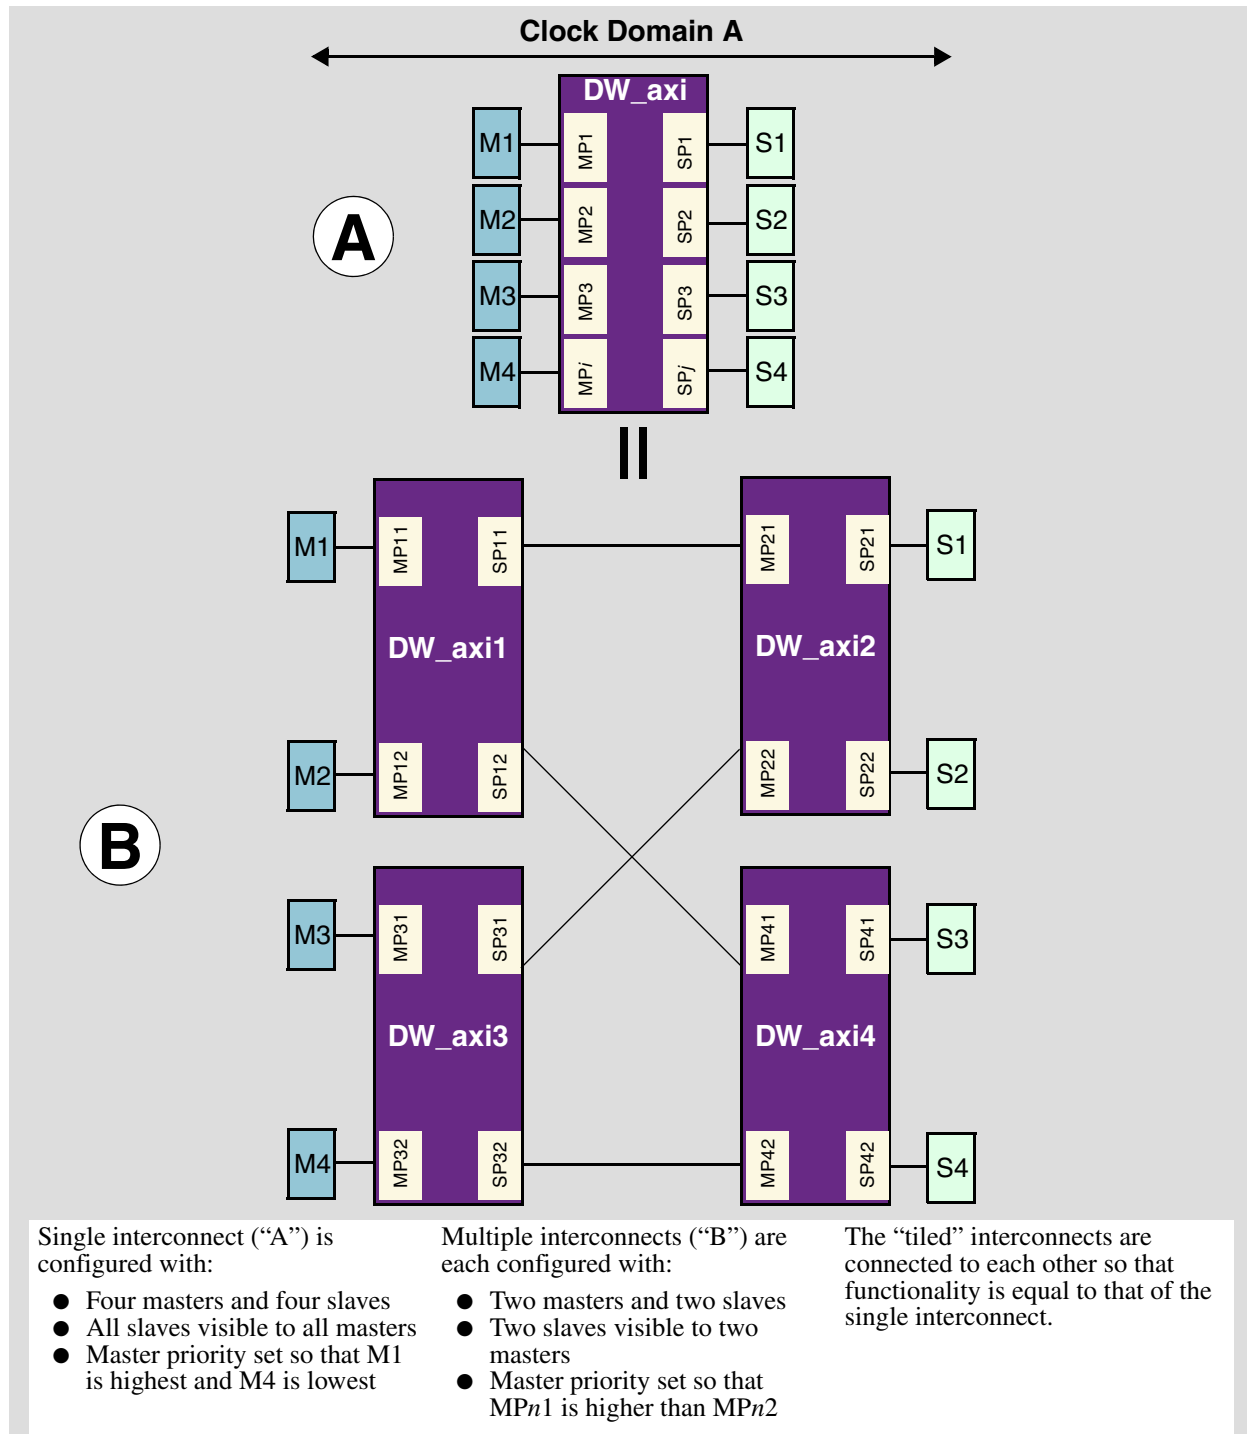 Clock Domain A
DW_axi
M1
MP1
SP1
S1
M2
MP2
SP2
S2
M3
MP3
SP3
S3
M4
MPi
SPj
S4
A
M1
MP11
SP11
MP21
SP21
S1
DW_axi1
DW_axi2
M2
MP12
SP12
MP22
SP22
S2
B
M3
MP31
SP31
MP41
SP41
S3
DW_axi3
DW_axi4
M4
MP32
SP32
MP42
SP42
S4
Single interconnect (“A”) is
configured with:
● Four masters and four slaves
● All slaves visible to all masters
● Master priority set so that M1
is highest and M4 is lowest
Multiple interconnects (“B”) are
each configured with:
● Two masters and two slaves
● Two slaves visible to two
masters
● Master priority set so that
MPn1 is higher than MPn2
The “tiled” interconnects are
connected to each other so that
functionality is equal to that of the
single interconnect.